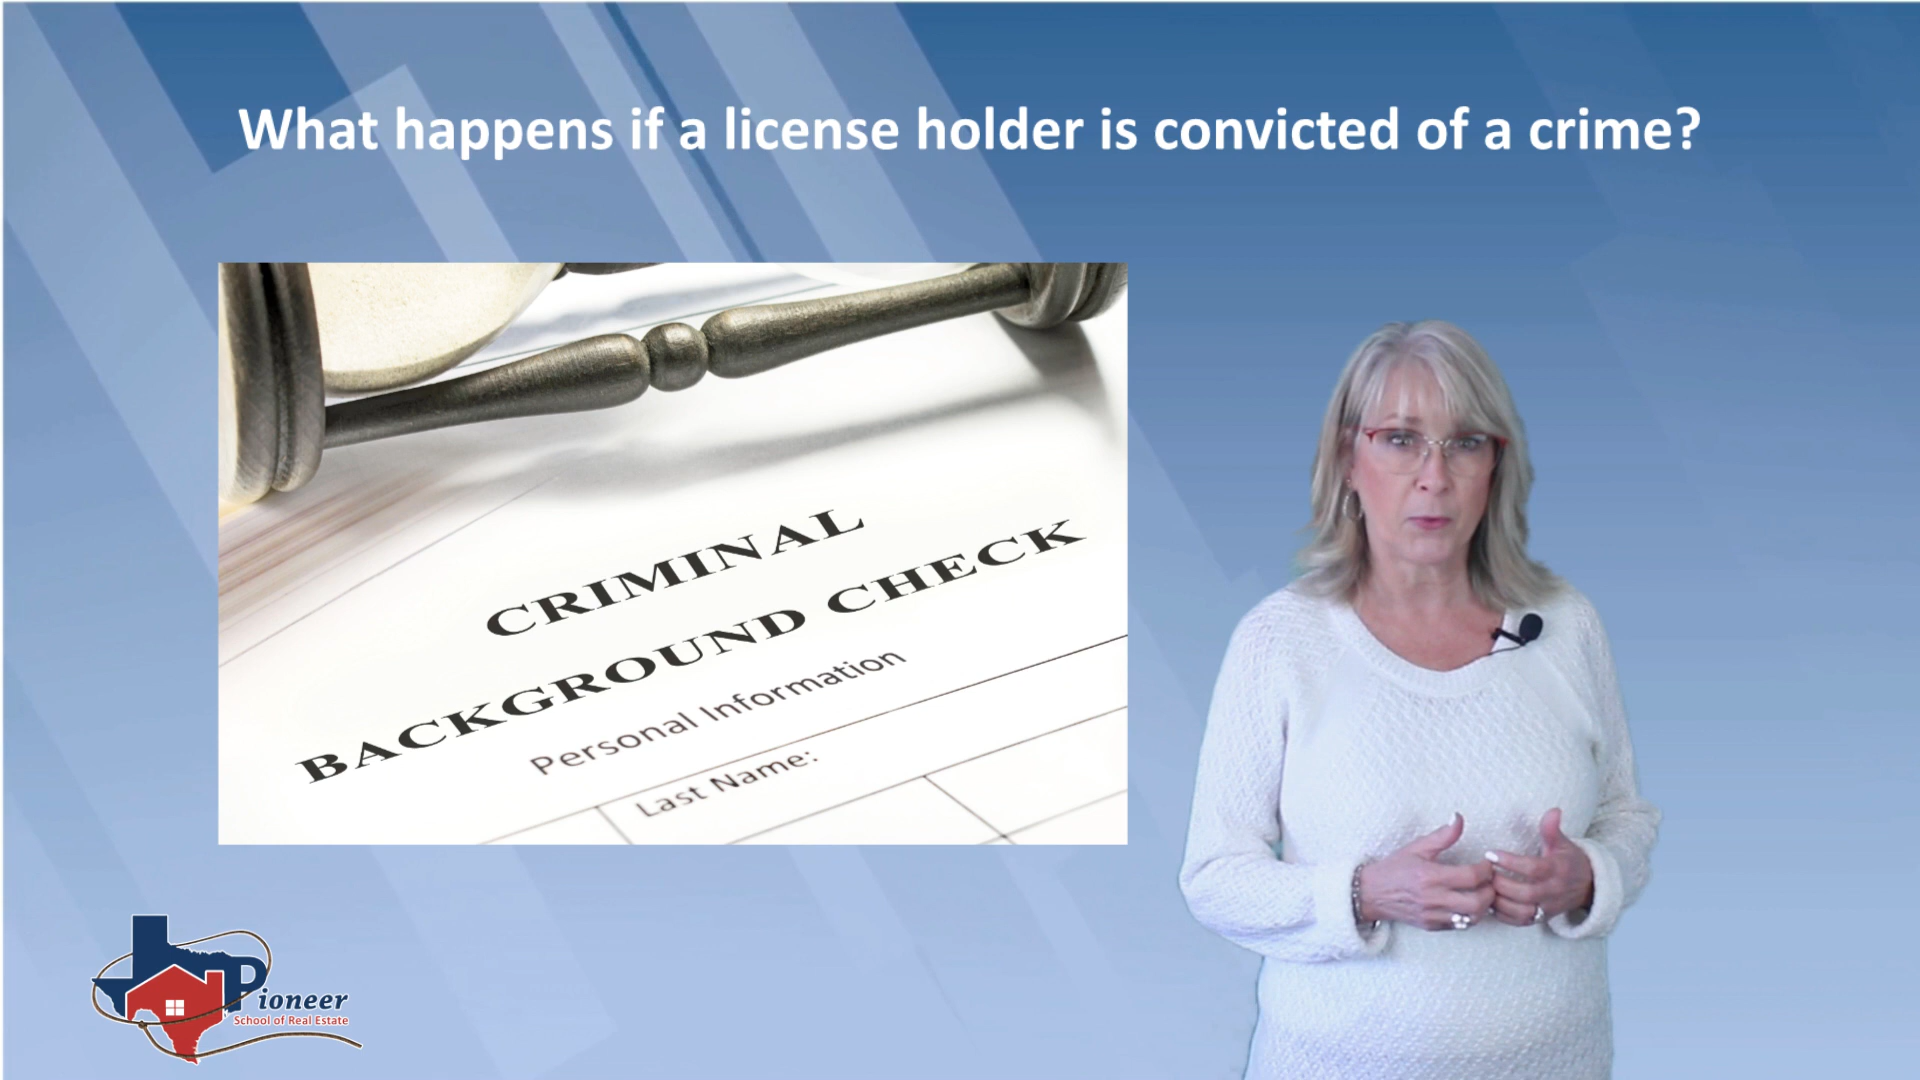 What happens if a license holder is convicted of a crime?
CRIMINAL
BACKGROUND CHECK
Personal Information
Last Name:
Pioneer
School of Real Estate